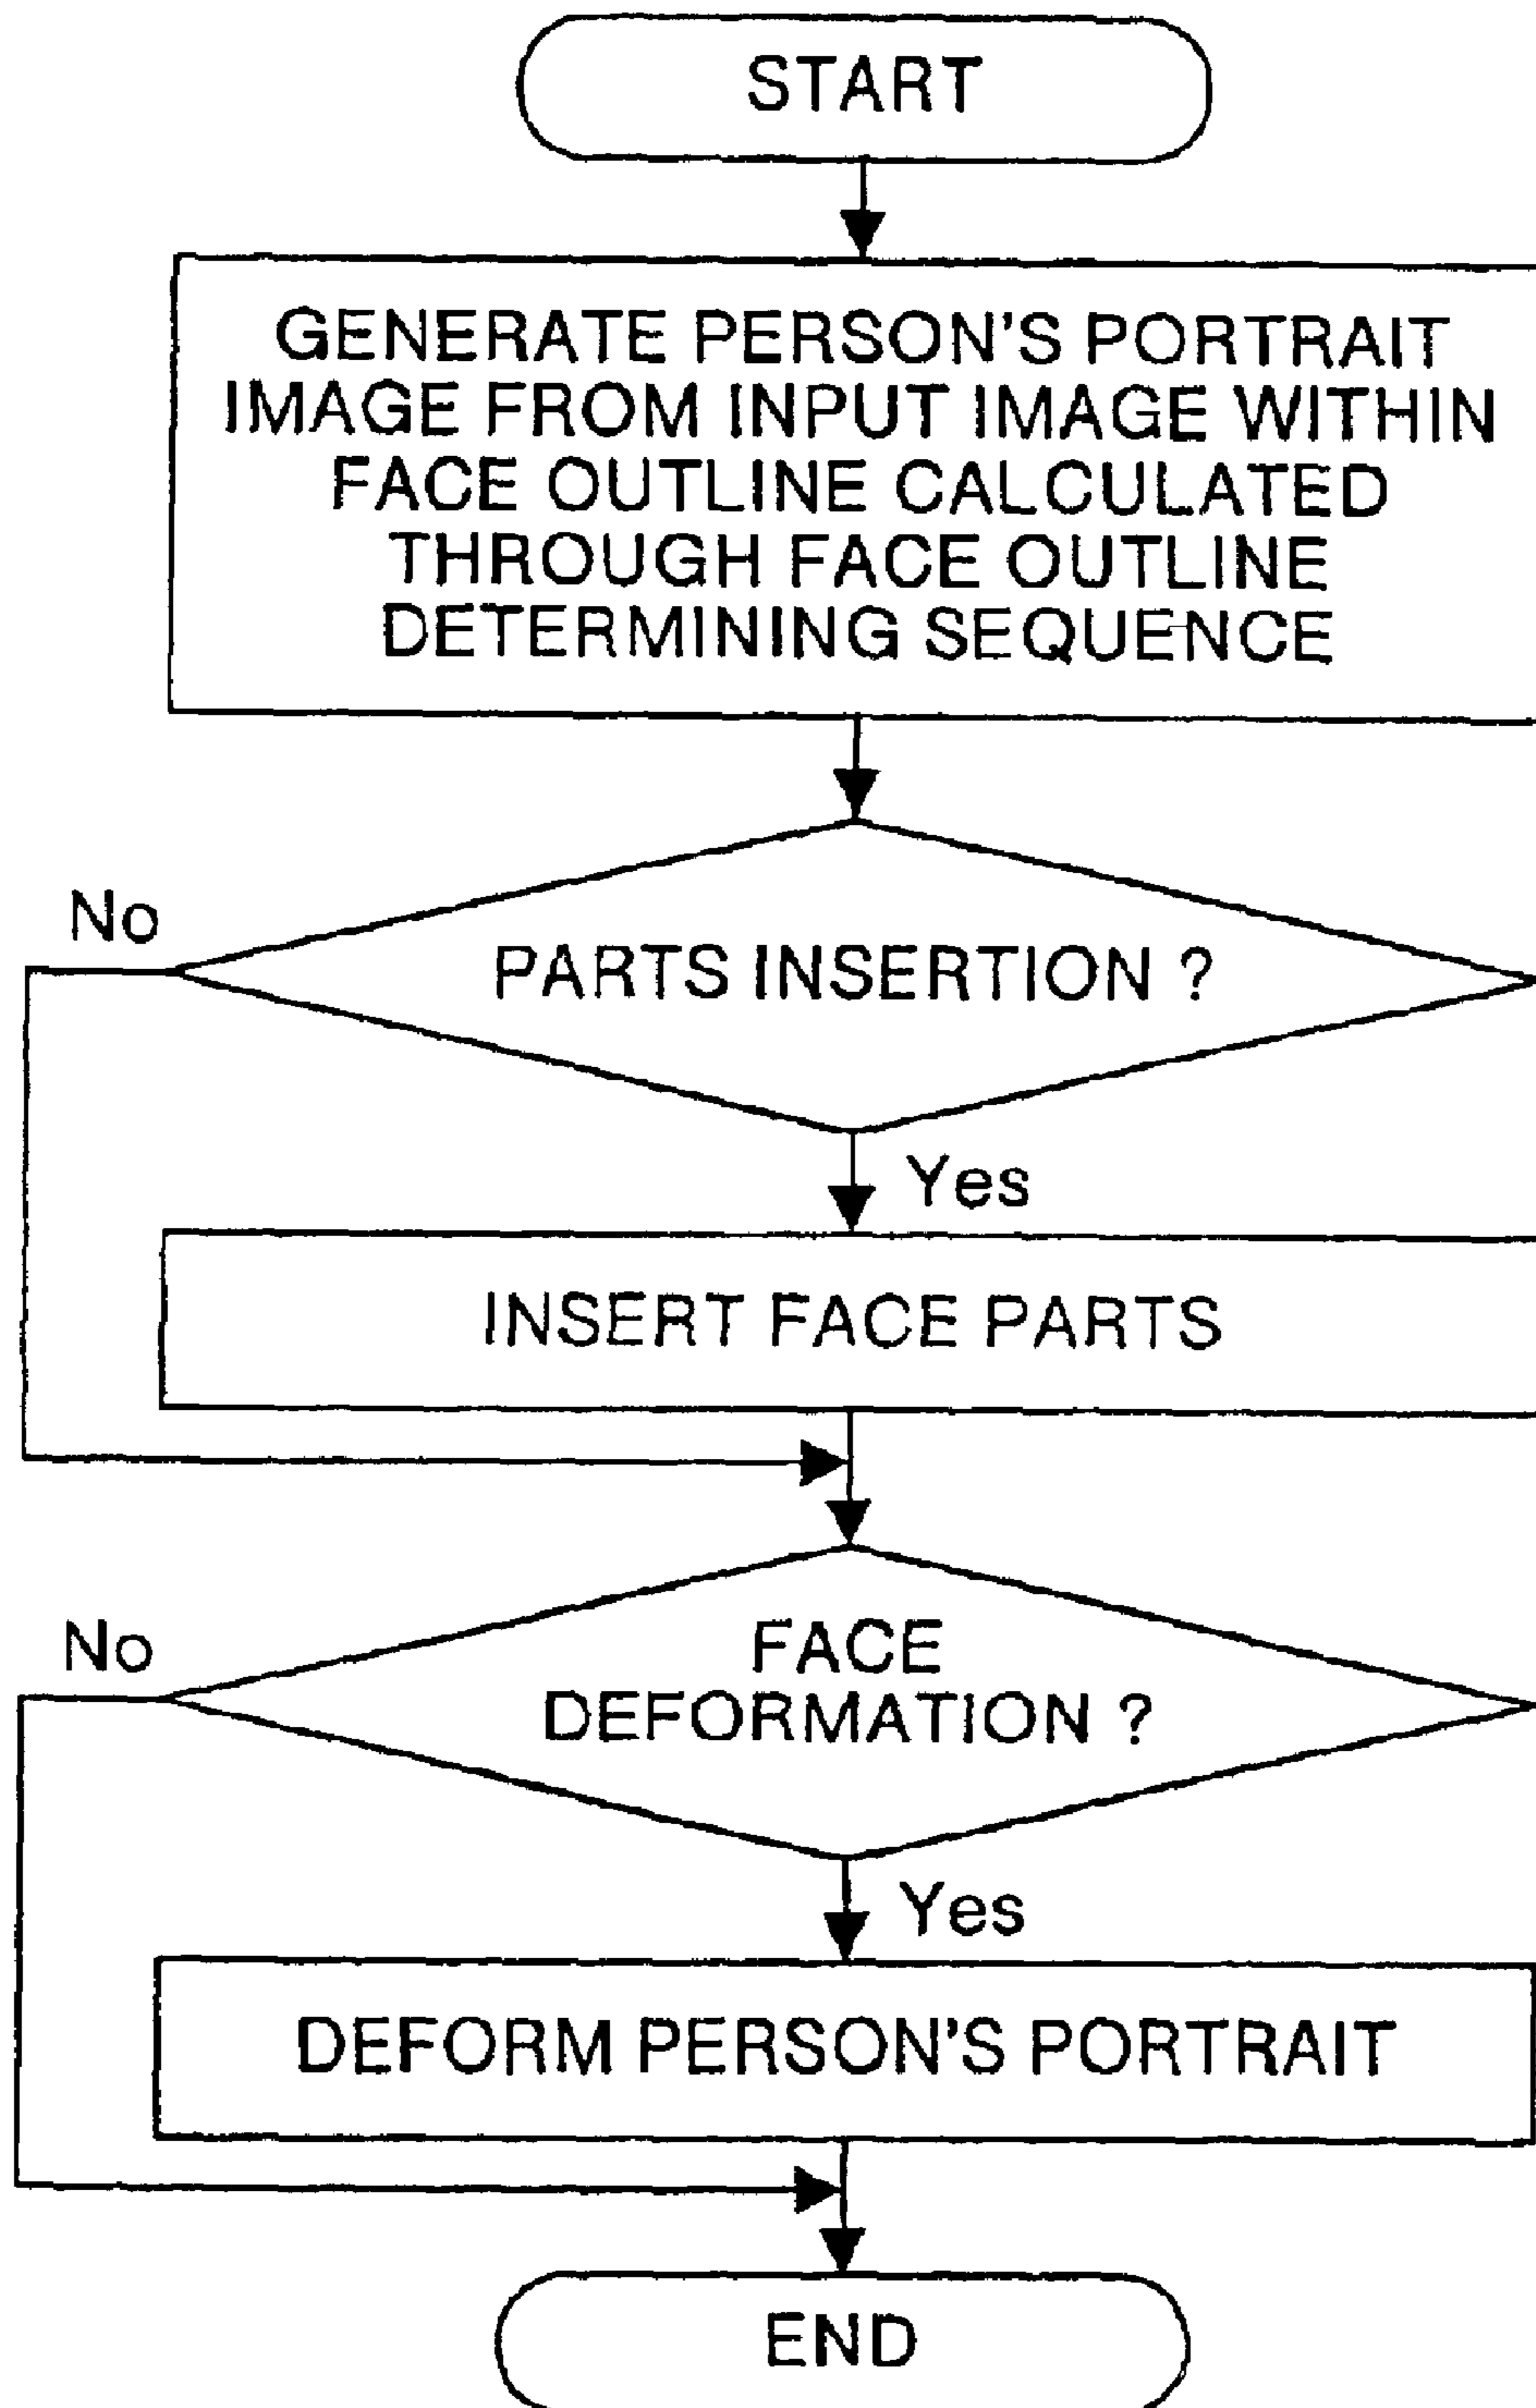 START
GENERATE PERSON'S PORTRAIT
IMAGE FROM INPUT IMAGE WITHIN
FACE OUTLINE CALCULATED
THROUGH FACE OUTLINE
DETERMINING SEQUENCE
No
PARTS INSERTION ?
Yes
INSERT FACE PARTS
No
FACE
DEFORMATION ?
Yes
DEFORM PERSON'S PORTRAIT
END